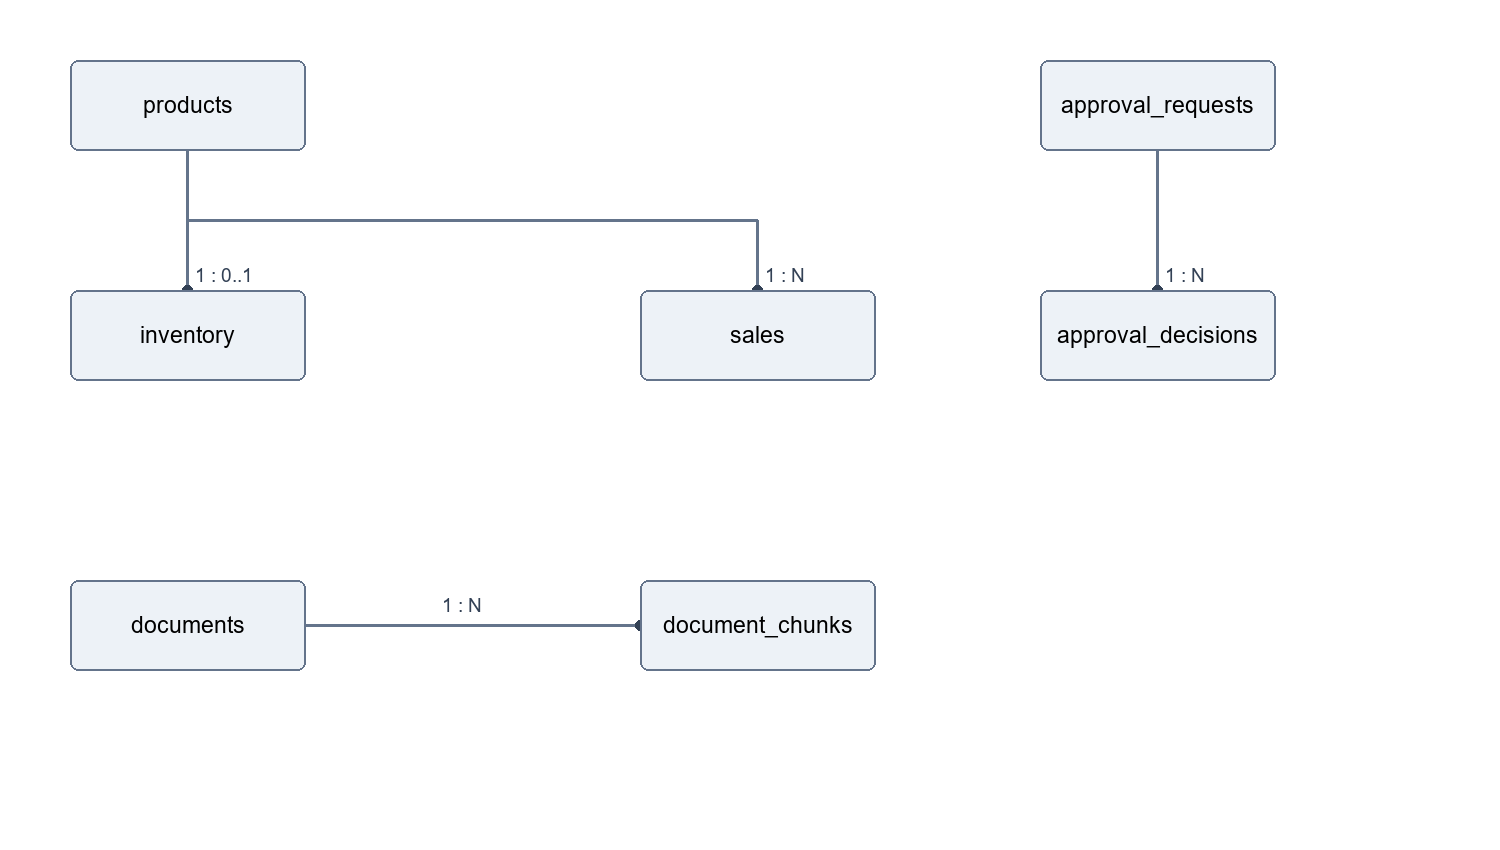 products
approval_requests
1 : 0..1
1 : N
1 : N
inventory
sales
approval_decisions
1 : N
documents
document_chunks